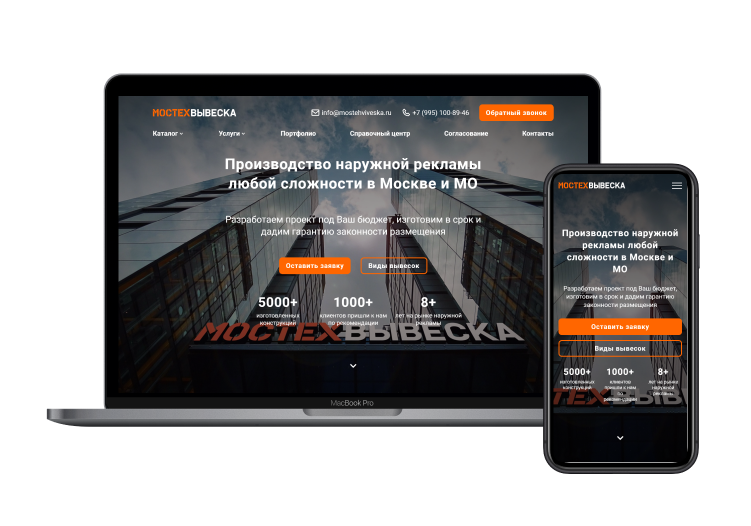 МОСТЕХВЫВЕСКА
info@mostehviveska.ru
+7 (995) 100-89-46
Обратный звонок
Каталог
Услуги
Портфолио
Справочный центр
Согласование
Контакты
Производство наружной рекламы
любой сложности в Москве и МО
Разработаем проект под Ваш бюджет, изготовим в срок и
дадим гарантию законности размещения
Оставить заявку
Виды вывесок
5000+
изготовленных
конструкций
1000+
клиентов пришли к нам
по рекомендации
8+
лет на рынке наружной
рекламы
МОСТЕХВЫВЕСКА
MacBook Pro
МОСТЕХВЫВЕСКА
Производство наружной
рекламы любой
сложности в Москве и
МО
Разработаем проект под Ваш бюджет,
изготовим в срок и дадим гарантию
законности размещения
Оставить заявку
Виды вывесок
5000+
изготовленных
конструкций
1000+
клиентов
пришли к нам
по
рекомендации
8+
лет на рынке
наружной
рекламы
ТЕХВЫВ